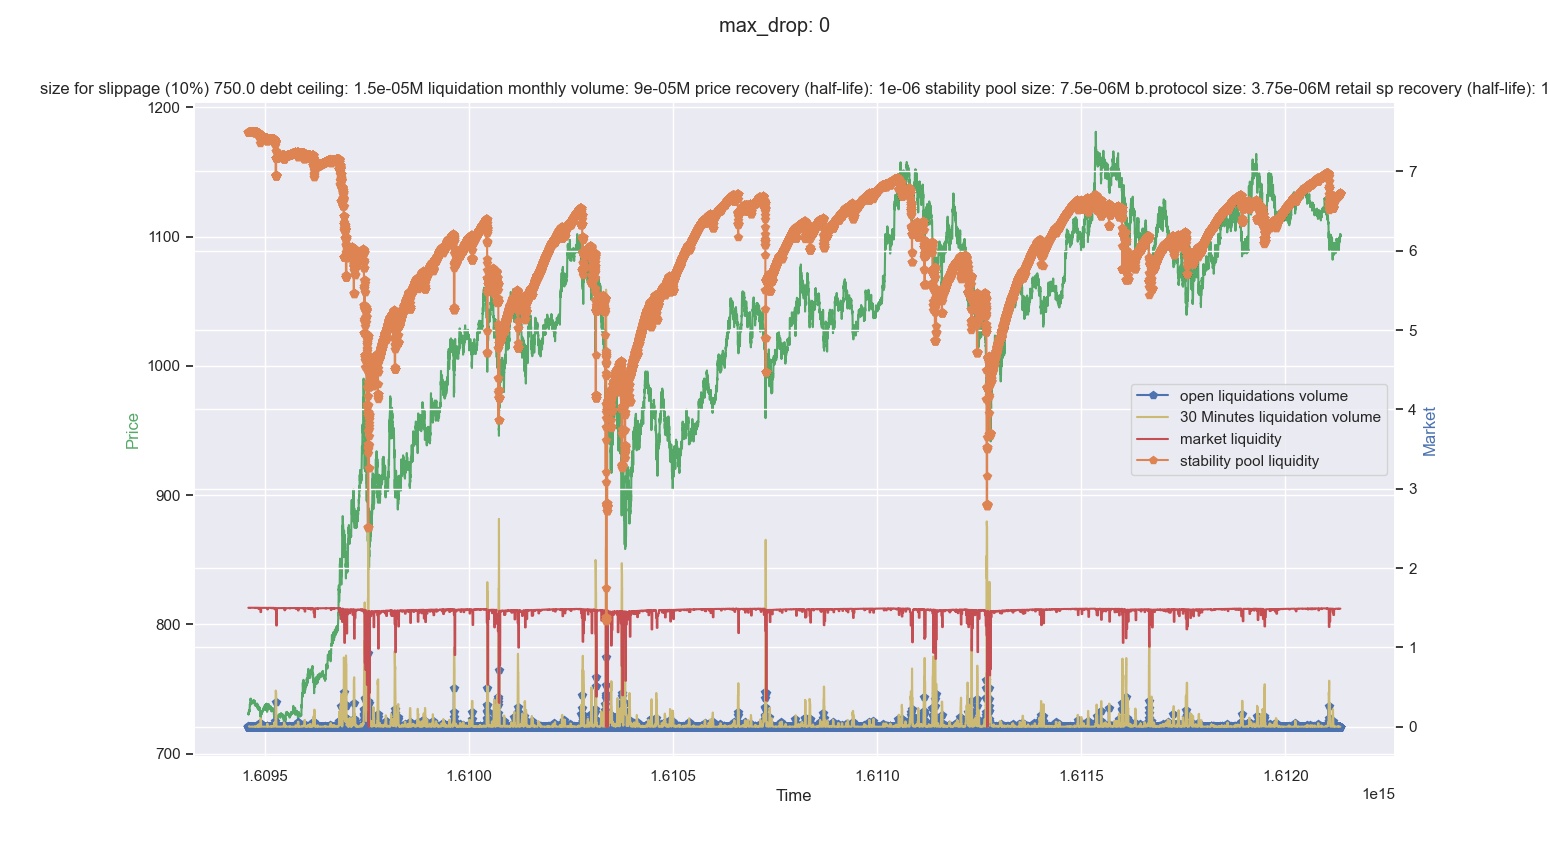 max_drop: 0
size for slippage (10%) 750.0 debt ceiling: 1.5e-05M liquidation monthly volume: 9e-05M price recovery (half-life): 1e-06 stability pool size: 7.5e-06M b.protocol size: 3.75e-06M retail sp recovery (half-life): 1
1200
1100
1000
900
800
700
Price
7
6
5
4
3
2
1
0
Market
open liquidations volume
30 Minutes liquidation volume
market liquidity
stability pool liquidity
1.6095 1.6100 1.6105 1.6110 1.6115 1.6120
Time
1e15